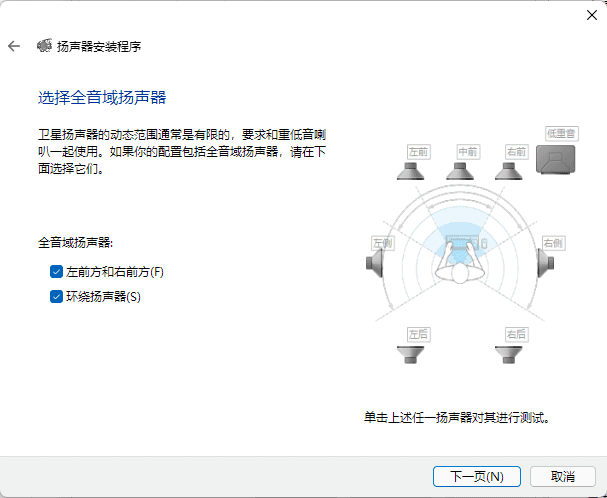 扬声器安装程序
选择全音域扬声器
卫星扬声器的动态范围通常是有限的，要求和重低音喇
叭一起使用。如果你的配置包括全音域扬声器，请在下
面选择它们。
低重音
左前
中前
右前
全音域扬声器:
左侧
右侧
左前方和右前方(F)
环绕扬声器(S)
左后
右后
单击上述任一扬声器对其进行测试。
下一页(N)
取消